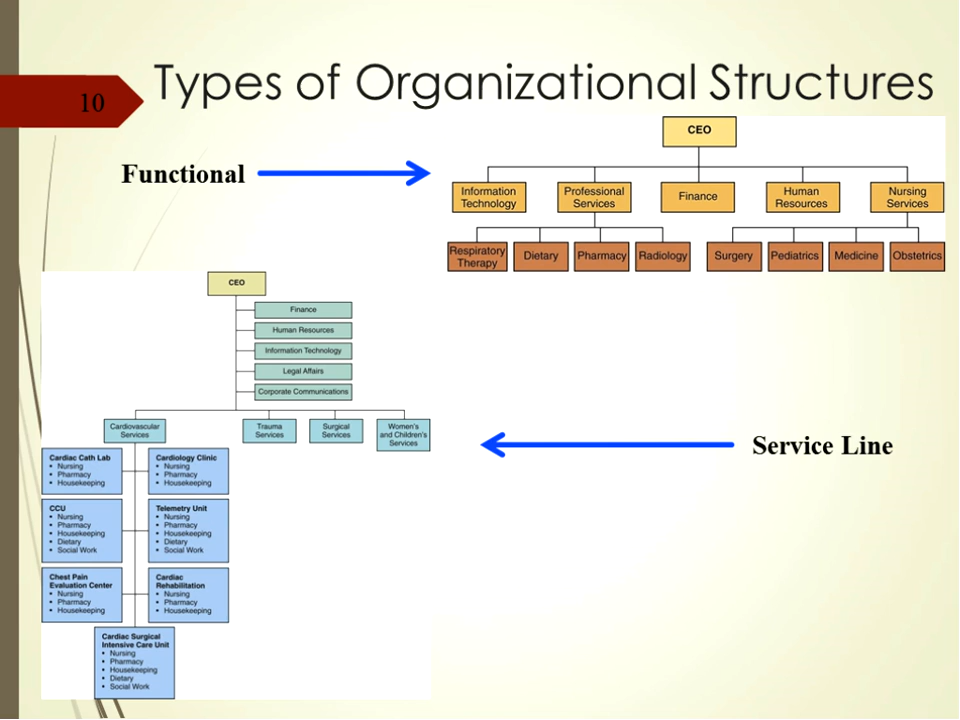 Types of Organizational Structures
10
Functional
CEO
Information
Technology
Professional
Services
Finance
Human
Resources
Nursing
Services
Respiratory
Therapy
Dietary
Pharmacy
Radiology
Surgery
Pediatrics
Medicine
Obstetrics
CEO
Finance
Human Resources
Information Technology
Legal Affairs
Corporate Communications
Cardiovascular
Services
Trauma
Services
Surgical
Services
Women's
and Children's
Services
Service Line
Cardiac Cath Lab
• Nursing
• Pharmacy
• Housekeeping
Cardiology Clinic
• Nursing
• Pharmacy
• Housekeeping
CCU
• Nursing
• Pharmacy
• Housekeeping
• Dietary
• Social Work
Telemetry Unit
• Nursing
• Pharmacy
• Housekeeping
• Dietary
• Social Work
Chest Pain
Evaluation Center
• Nursing
• Pharmacy
• Housekeeping
Cardiac
Rehabilitation
• Nursing
• Pharmacy
• Housekeeping
Cardiac Surgical
Intensive Care Unit
• Nursing
• Pharmacy
• Housekeeping
• Dietary
• Social Work